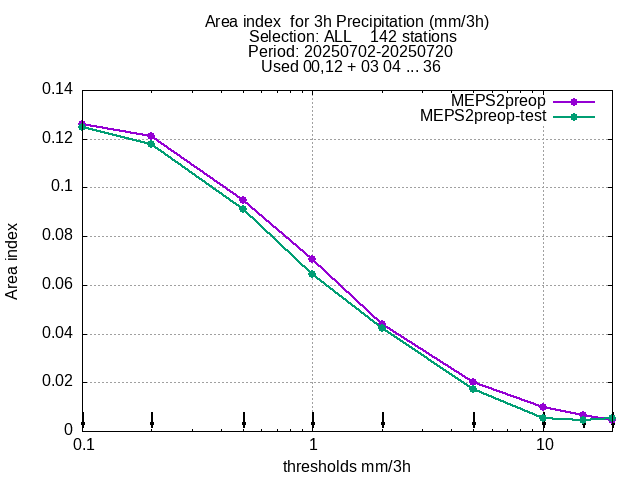 Area index  for 3h Precipitation (mm/3h)
Selection: ALL    142 stations
Period: 20250702-20250720
Used 00,12 + 03 04 ... 36
MEPS2preop
MEPS2preop-test
0.14
0.12
0.1
0.08
0.06
0.04
0.02
0
Area index
0.1
1
10
thresholds mm/3h